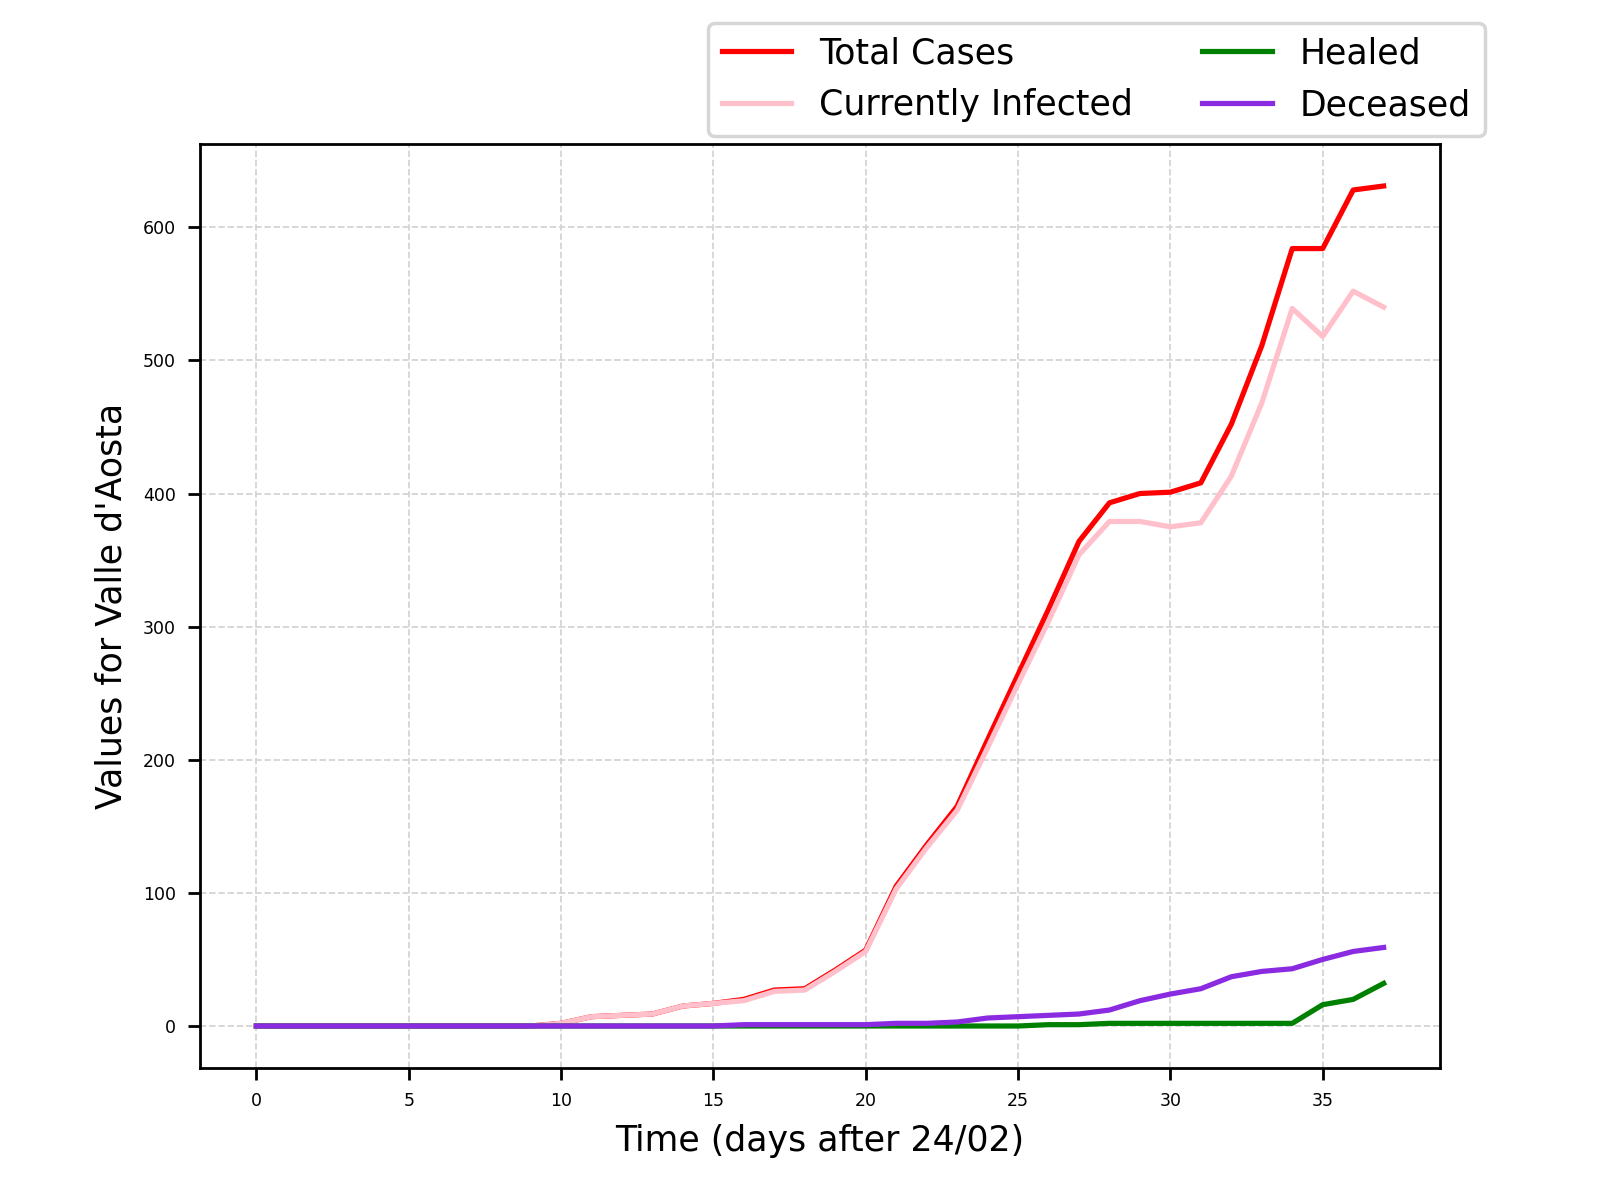 Total Cases
Currently Infected
Healed
Deceased
Values for Valle d'Aosta
600
500
400
300
200
100
0
0 5 10 15 20 25 30 35
Time (days after 24/02)